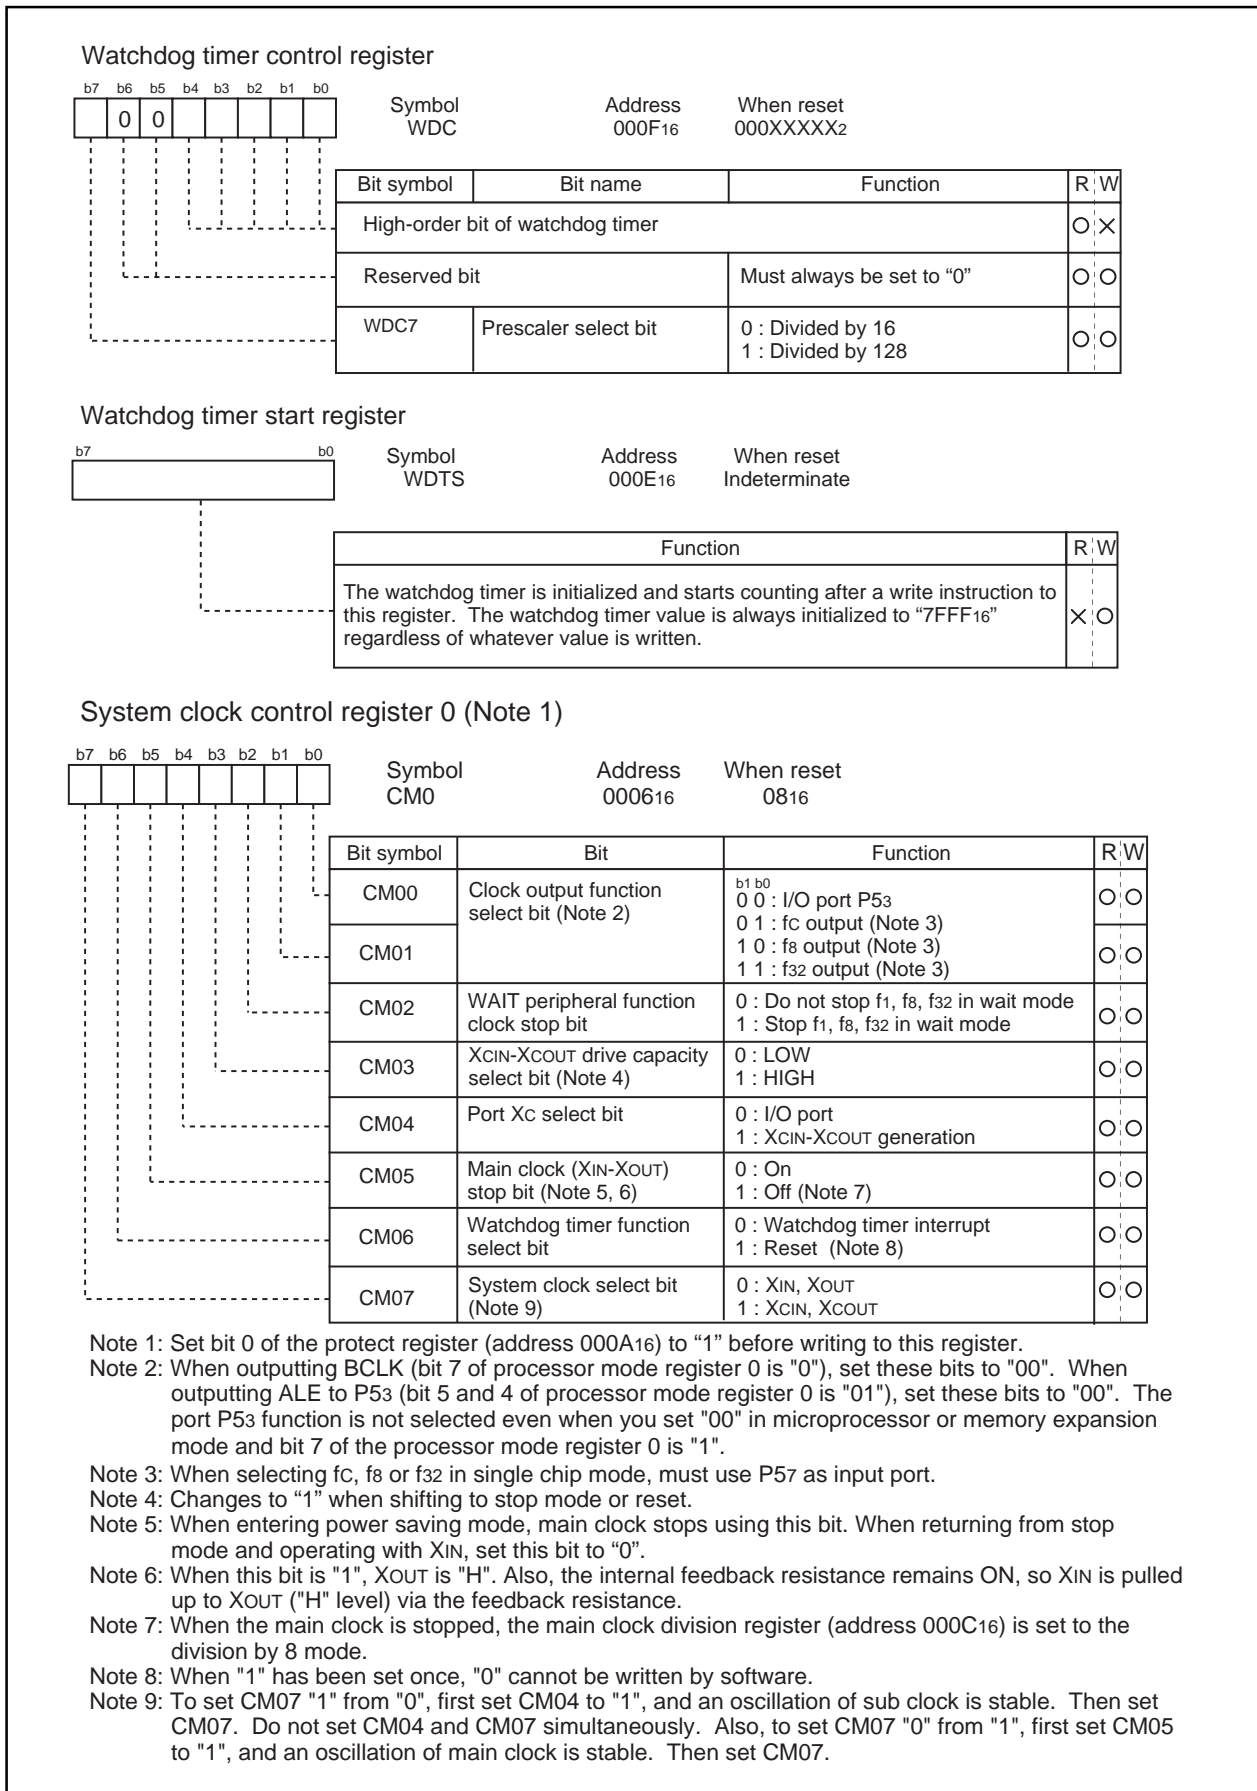 Watchdog timer control register
b7 b6 b5 b4 b3 b2 b1 b0
0 0
Symbol Address When reset
WDC 000F16 000XXXXX2
Bit symbol Bit name Function R W
High-order bit of watchdog timer
Reserved bit Must always be set to “0”
WDC7 Prescaler select bit 0 : Divided by 16
1 : Divided by 128
Watchdog timer start register
b7 b0
Symbol Address When reset
WDTS 000E16 Indeterminate
Function R W
The watchdog timer is initialized and starts counting after a write instruction to
this register. The watchdog timer value is always initialized to “7FFF16”
regardless of whatever value is written.
System clock control register 0 (Note 1)
b7 b6 b5 b4 b3 b2 b1 b0
Symbol Address When reset
CM0 000616 0816
Bit symbol Bit Function R W
CM00 Clock output function
select bit (Note 2)
b1 b0
0 0 : I/O port P53
0 1 : fC output (Note 3)
1 0 : f8 output (Note 3)
1 1 : f32 output (Note 3)
CM01
CM02 WAIT peripheral function
clock stop bit
0 : Do not stop f1, f8, f32 in wait mode
1 : Stop f1, f8, f32 in wait mode
CM03 XCIN-XCOUT drive capacity
select bit (Note 4)
0 : LOW
1 : HIGH
CM04 Port XC select bit
0 : I/O port
1 : XCIN-XCOUT generation
CM05 Main clock (XIN-XOUT)
stop bit (Note 5, 6)
0 : On
1 : Off (Note 7)
CM06 Watchdog timer function
select bit
0 : Watchdog timer interrupt
1 : Reset (Note 8)
CM07 System clock select bit
(Note 9)
0 : XIN, XOUT
1 : XCIN, XCOUT
Note 1: Set bit 0 of the protect register (address 000A16) to “1” before writing to this register.
Note 2: When outputting BCLK (bit 7 of processor mode register 0 is "0"), set these bits to "00". When
outputting ALE to P53 (bit 5 and 4 of processor mode register 0 is "01"), set these bits to "00". The
port P53 function is not selected even when you set "00" in microprocessor or memory expansion
mode and bit 7 of the processor mode register 0 is "1".
Note 3: When selecting fC, f8 or f32 in single chip mode, must use P57 as input port.
Note 4: Changes to “1” when shifting to stop mode or reset.
Note 5: When entering power saving mode, main clock stops using this bit. When returning from stop
mode and operating with XIN, set this bit to “0”.
Note 6: When this bit is "1", XOUT is "H". Also, the internal feedback resistance remains ON, so XIN is pulled
up to XOUT ("H" level) via the feedback resistance.
Note 7: When the main clock is stopped, the main clock division register (address 000C16) is set to the
division by 8 mode.
Note 8: When "1" has been set once, "0" cannot be written by software.
Note 9: To set CM07 "1" from "0", first set CM04 to "1", and an oscillation of sub clock is stable. Then set
CM07. Do not set CM04 and CM07 simultaneously. Also, to set CM07 "0" from "1", first set CM05
to "1", and an oscillation of main clock is stable. Then set CM07.